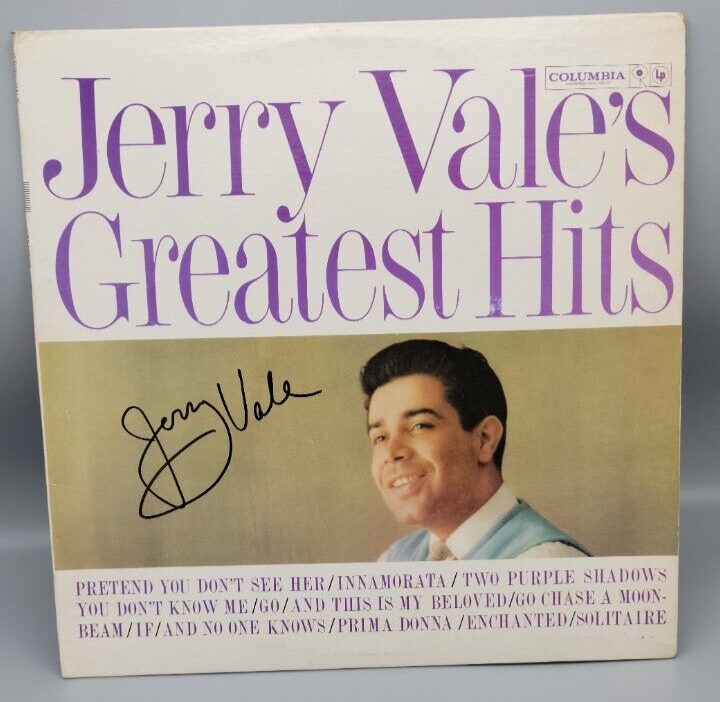 COLUMBIA
LP
Jerry Vale's
Greatest Hits
Jerry Vale
PRETEND YOU DON'T SEE HER/INNAMORATA/TWO PURPLE SHADOWS
YOU DON'T KNOW ME/GO/AND THIS IS MY BELOVED/GO CHASE A MOON-
BEAM/IF/AND NO ONE KNOWS/PRIMA DONNA/ENCHANTED/SOLITAIRE